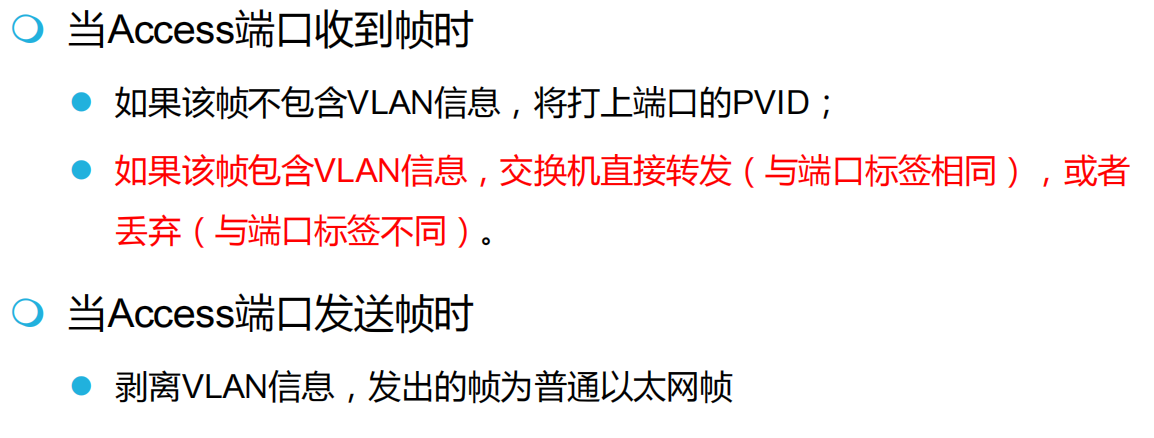 当Access端口收到帧时
如果该帧不包含VLAN信息，将打上端口的PVID；
如果该帧包含VLAN信息，交换机直接转发（与端口标签相同），或者
丢弃（与端口标签不同）。
当Access端口发送帧时
剥离VLAN信息，发出的帧为普通以太网帧